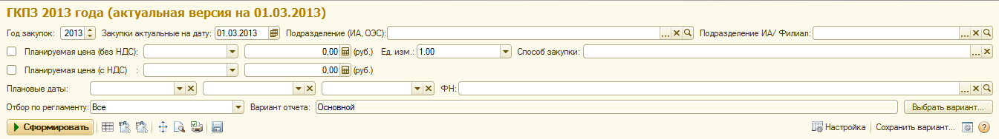 ГКПЗ 2013 года (актуальная версия на 01.03.2013)
Год закупок: 2013 Закупки актуальные на дату: 01.03.2013 Подразделение (ИА, ОЭС): ... Подразделение ИА/ Филиал: ...
Планируемая цена (без НДС): 0,00 (руб.) Ед. изм.: 1.00 Способ закупки: ...
Планируемая цена (с НДС) : 0,00 (руб.)
Плановые даты: ФН: ...
Отбор по регламенту: Все Вариант отчета: Основной Выбрать вариант...
Сформировать Настройка Сохранить вариант... ?